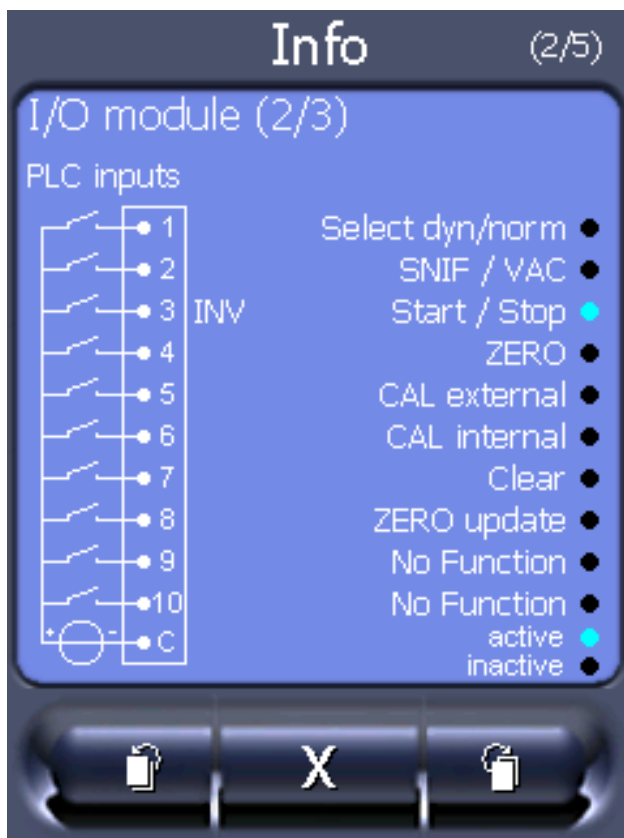 Info (2/5)
I/O module (2/3)
PLC inputs
1 Select dyn/norm
2 SNIF / VAC
3 INV Start / Stop
4 ZERO
5 CAL external
6 CAL internal
7 Clear
8 ZERO update
9 No Function
10 No Function
+ - C active
inactive
X